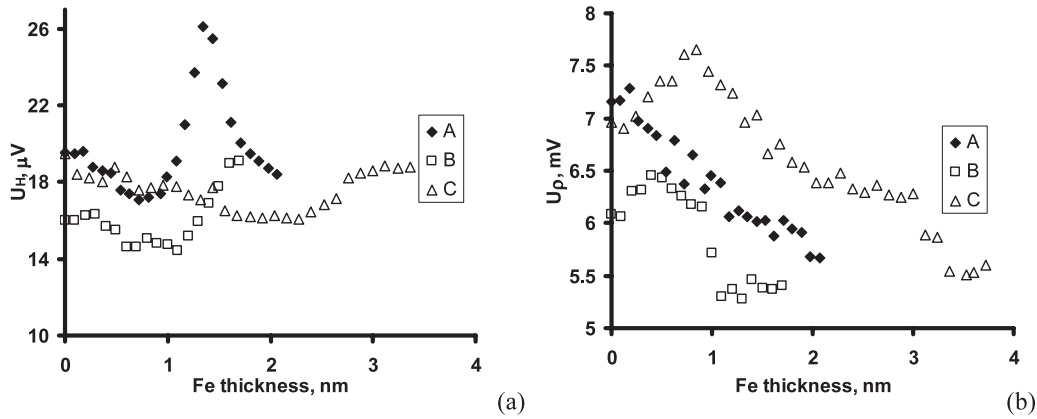 26
22
18
14
10
U_H, μV
0
1
2
3
4
Fe thickness, nm
A
B
C
(a)
8
7.5
7
6.5
6
5.5
5
Uρ, mV
0
1
2
3
4
Fe thickness, nm
A
B
C
(b)